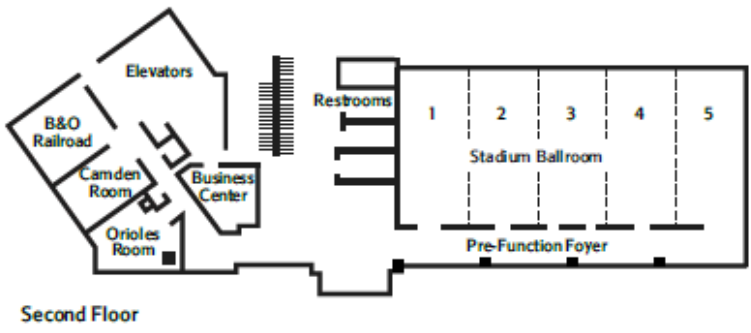 Elevators
B&O
Railroad
Camden
Room
Orioles
Room
Business
Center
Restrooms
1 2 3 4 5
Stadium Ballroom
Pre-Function Foyer
Second Floor